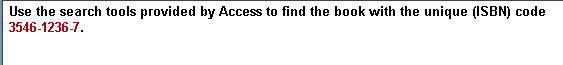 Use the search tools provided by Access to find the book with the unique (ISBN) code
3546-1236-7.